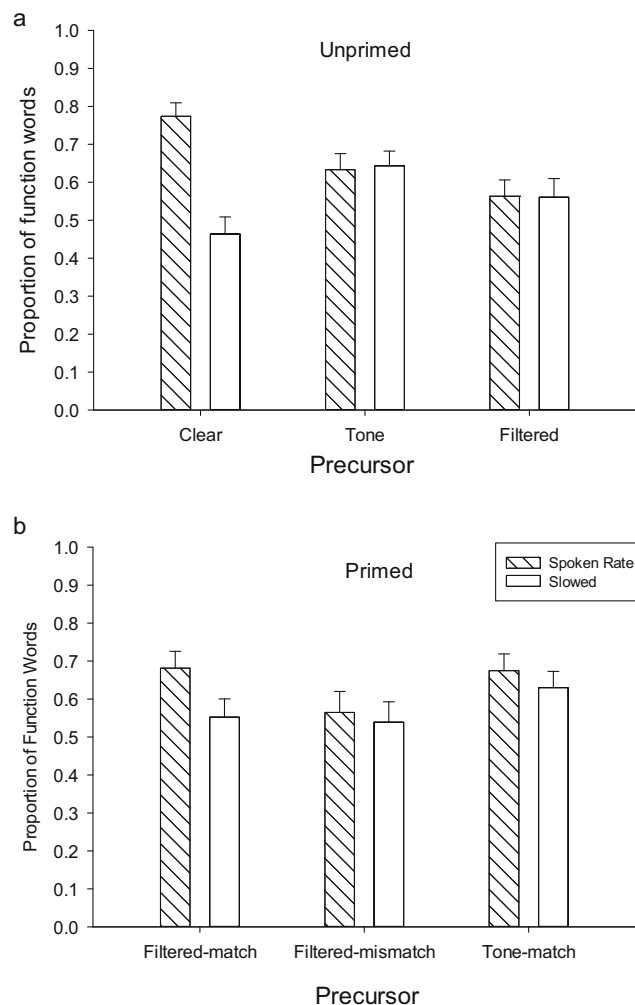 a
Unprimed
Proportion of function words
1.0
0.9
0.8
0.7
0.6
0.5
0.4
0.3
0.2
0.1
0.0
Clear Tone Filtered
Precursor
b
Primed
Spoken Rate
Slowed
Proportion of Function Words
1.0
0.9
0.8
0.7
0.6
0.5
0.4
0.3
0.2
0.1
0.0
Filtered-match Filtered-mismatch Tone-match
Precursor